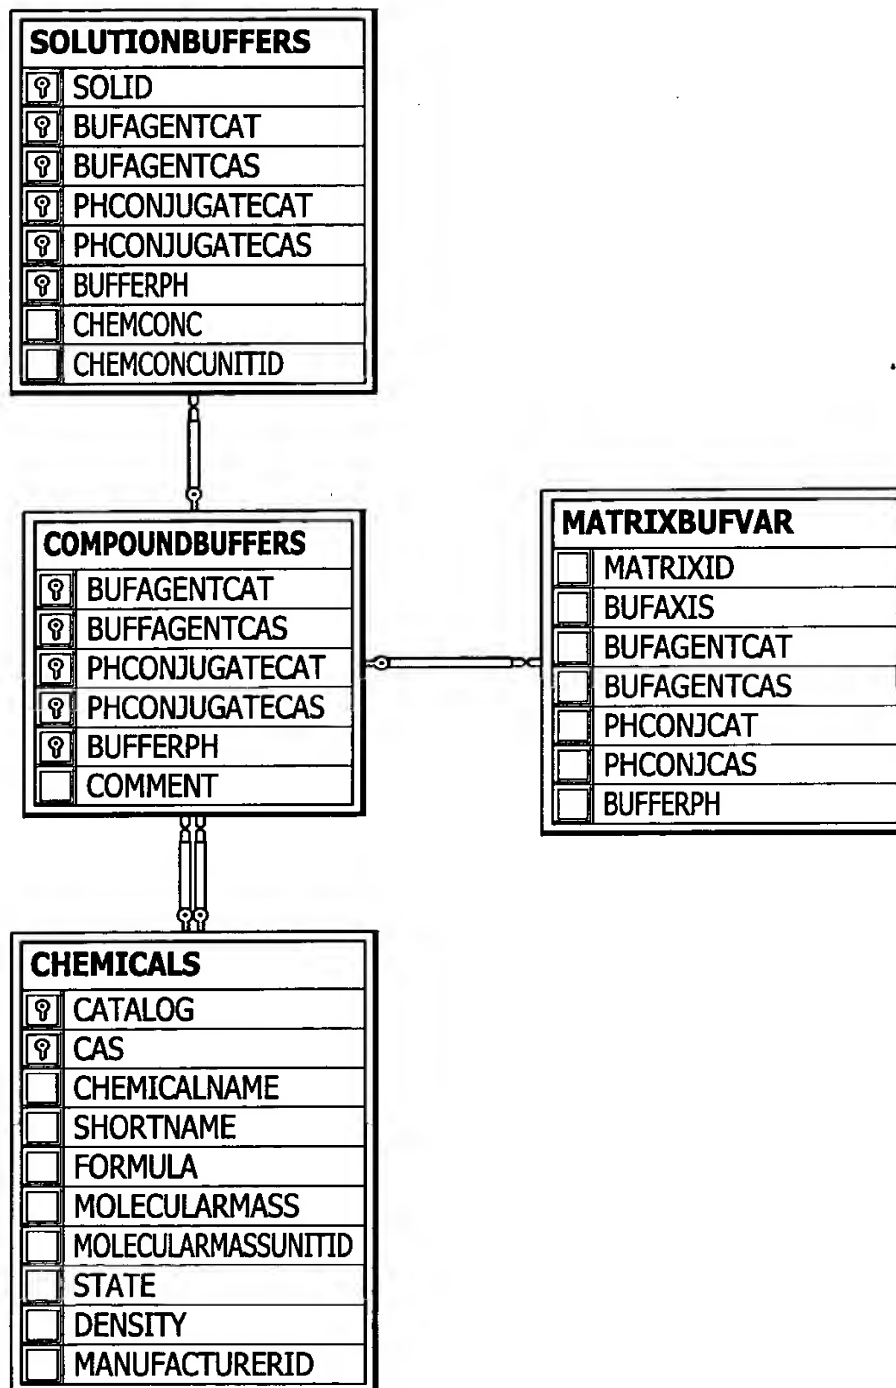 SOLUTIONBUFFERS
SOLID
BUFAGENTCAT
BUFAGENTCAS
PHCONJUGATECAT
PHCONJUGATECAS
BUFFERPH
CHEMCONC
CHEMCONCUNITID
COMPOUNDBUFFERS
BUFAGENTCAT
BUFFAGENTCAS
PHCONJUGATECAT
PHCONJUGATECAS
BUFFERPH
COMMENT
MATRIXBUFVAR
MATRIXID
BUFAXIS
BUFAGENTCAT
BUFAGENTCAS
PHCONJCAT
PHCONJCAS
BUFFERPH
CHEMICALS
CATALOG
CAS
CHEMICALNAME
SHORTNAME
FORMULA
MOLECULARMASS
MOLECULARMASSUNITID
STATE
DENSITY
MANUFACTURERID